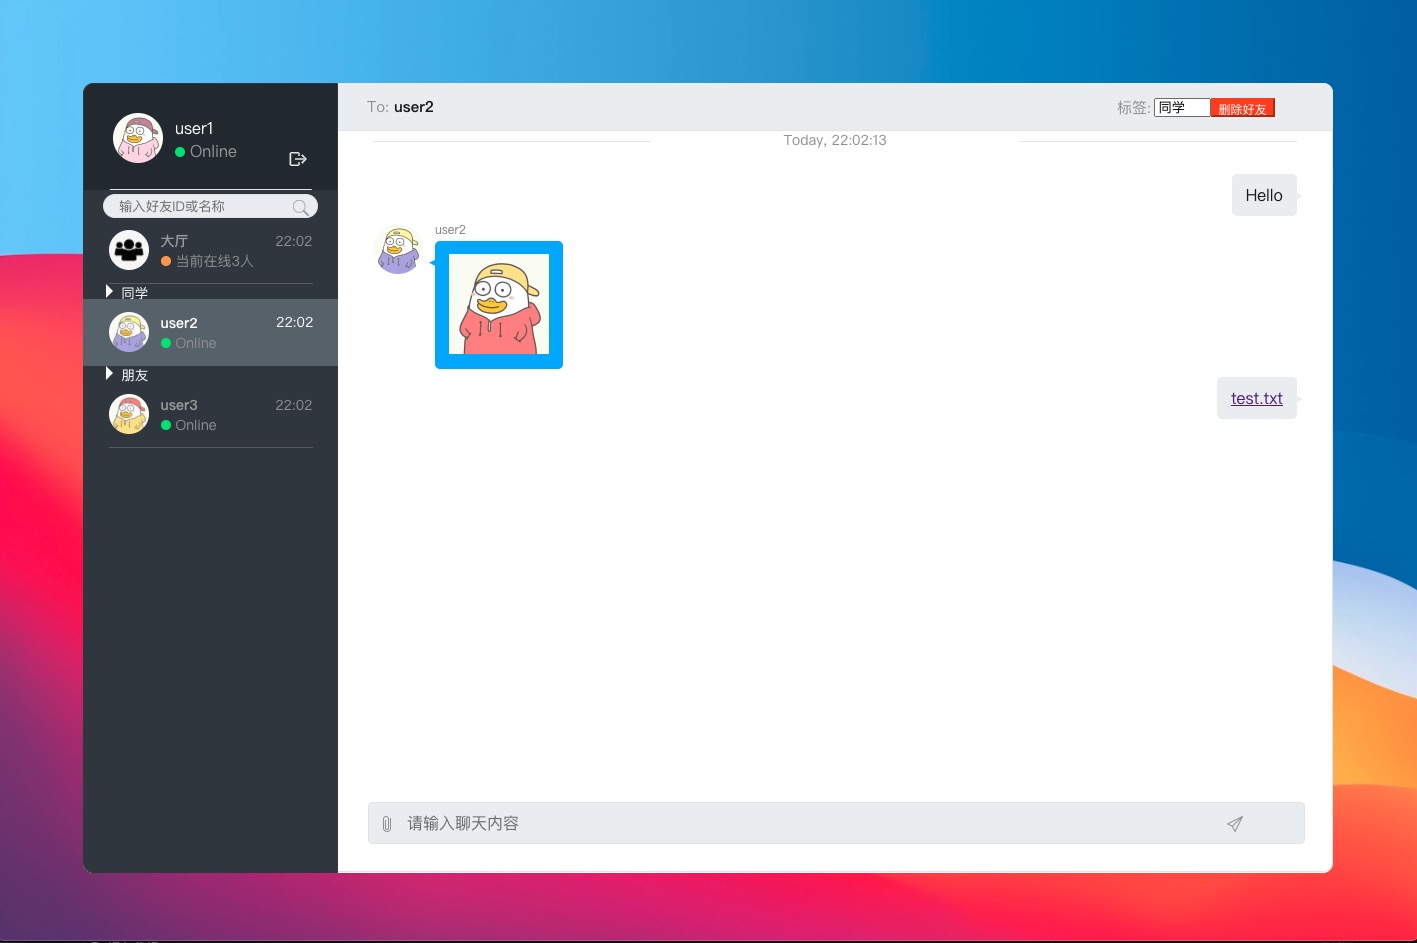 user1
Online
输入好友ID或名称
大厅 22:02
当前在线3人
同学
user2 22:02
Online
朋友
user3 22:02
Online
To: user2
标签: 同学 删除好友
Today, 22:02:13
Hello
user2
test.txt
请输入聊天内容